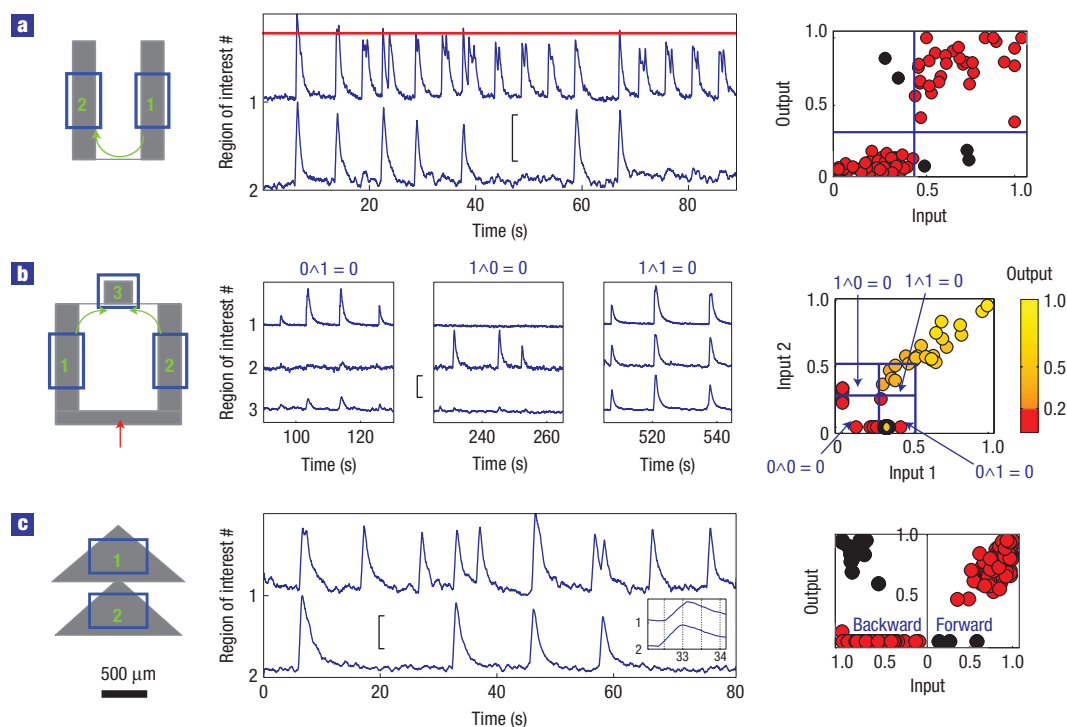 a
2 1
Region of interest #
1
2
20 40 60 80
Time (s)
Output
1.0
0.5
0
0 0.5 1.0
Input
b
3
1 2
0∧1 = 0 1∧0 = 0 1∧1 = 0
Region of interest #
1
2
3
100 120
Time (s)
240 260
Time (s)
520 540
Time (s)
1∧0 = 0 1∧1 = 0
Input 2
1.0
0.5
0
0 0.5 1.0
Input 1
0∧0 = 0 0∧1 = 0
Output
1.0
0.8
0.6
0.4
0.2
c
1
2
500 µm
Region of interest #
1
2
0 20 40 60 80
Time (s)
1
2
33 34
Output
1.0
0.5
Backward Forward
1.0 0.5 0 0.5 1.0
Input